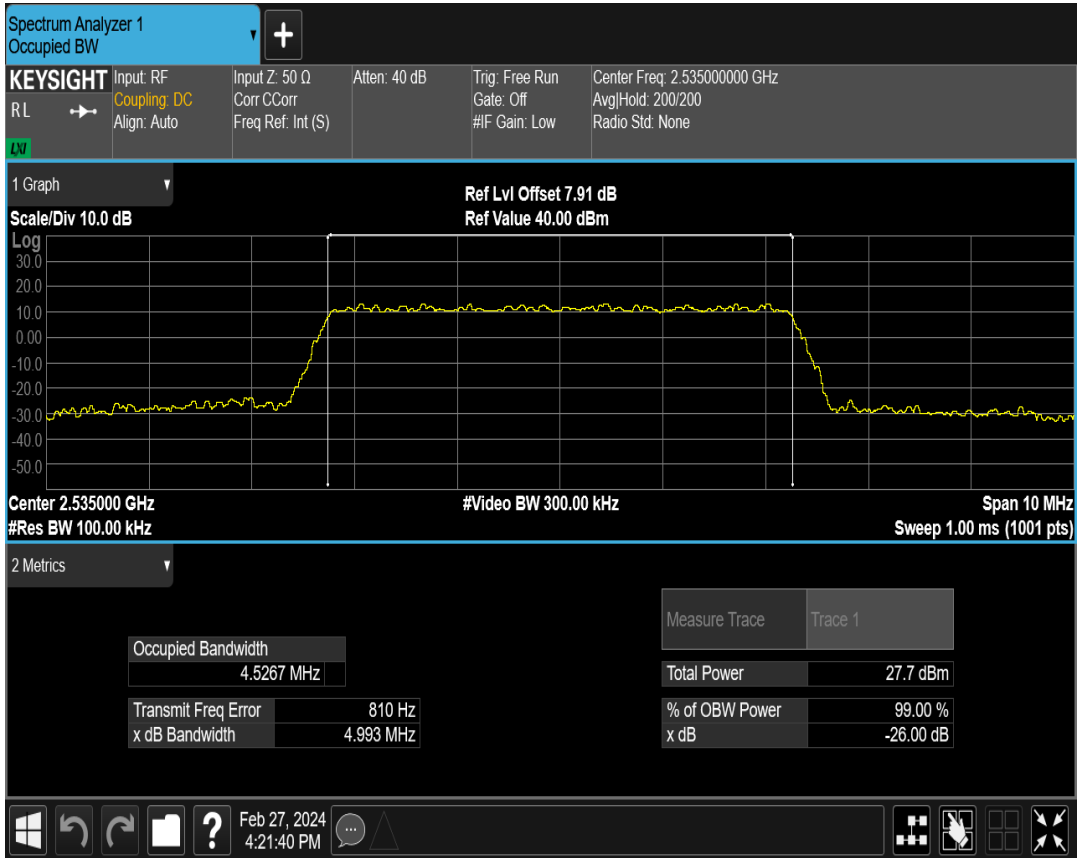 Spectrum Analyzer 1
Occupied BW
KEYSIGHT
RL
LXI
Input: RF
Coupling: DC
Align: Auto
Input Z: 50 Ω
Corr CCorr
Freq Ref: Int (S)
Atten: 40 dB
Trig: Free Run
Gate: Off
#IF Gain: Low
Center Freq: 2.535000000 GHz
Avg|Hold: 200/200
Radio Std: None
1 Graph
Scale/Div 10.0 dB
Ref Lvl Offset 7.91 dB
Ref Value 40.00 dBm
Log
30.0
20.0
10.0
0.00
-10.0
-20.0
-30.0
-40.0
-50.0
Center 2.535000 GHz
#Video BW 300.00 kHz
Span 10 MHz
#Res BW 100.00 kHz
Sweep 1.00 ms (1001 pts)
2 Metrics
Occupied Bandwidth
4.5267 MHz
Transmit Freq Error 810 Hz
x dB Bandwidth 4.993 MHz
Measure Trace Trace 1
Total Power 27.7 dBm
% of OBW Power 99.00 %
x dB -26.00 dB
?
Feb 27, 2024
4:21:40 PM